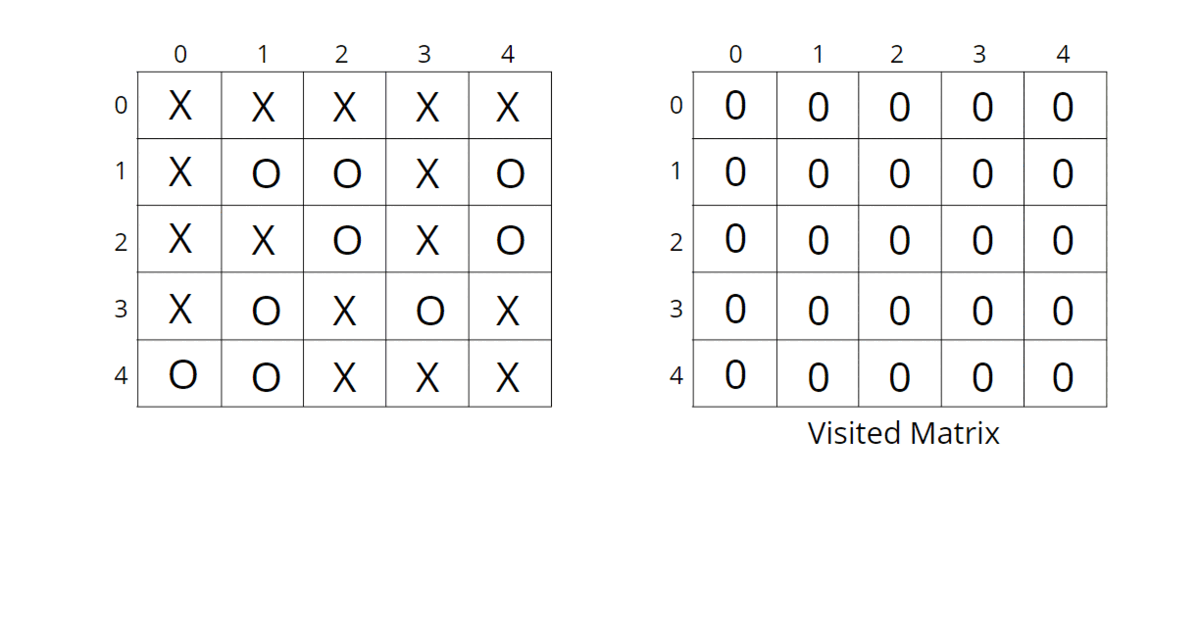 0 1 2 3 4 0 1 2 3 4
0 X X X X X 0 0 0 0 0 0
1 X O O X O 1 0 0 0 0 0
2 X X O X O 2 0 0 0 0 0
3 X O X O X 3 0 0 0 0 0
4 O O X X X 4 0 0 0 0 0
Visited Matrix